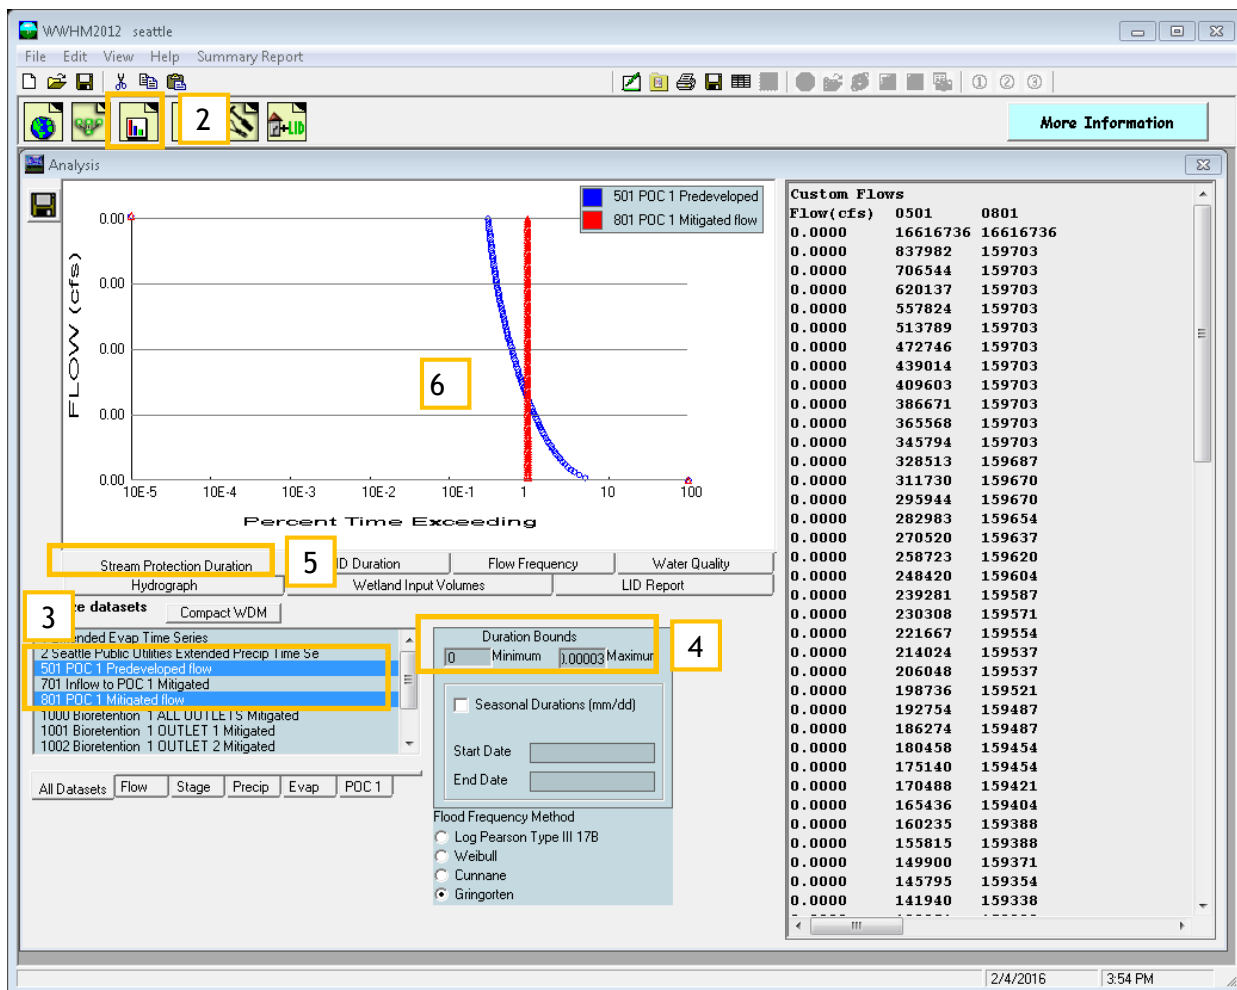 WWHM2012 seattle
File Edit View Help Summary Report
① ② ③
2
+LID
More Information
Analysis
501 POC 1 Predeveloped
801 POC 1 Mitigated flow
FLOW (cfs)
0.00
0.00
0.00
0.00
0.00
10E-5 10E-4 10E-3 10E-2 10E-1 1 10 100
Percent Time Exceeding
6
Stream Protection Duration
5
Duration
Flow Frequency
Water Quality
Hydrograph
Wetland Input Volumes
LID Report
3
datasets
Compact WDM
Evap Time Series
2 Seattle Public Utilities Extended Precip Time Se
501 POC 1 Predeveloped flow
701 Inflow to POC 1 Mitigated
801 POC 1 Mitigated flow
1000 Bioretention 1 ALL OUTLETS Mitigated
1001 Bioretention 1 OUTLET 1 Mitigated
1002 Bioretention 1 OUTLET 2 Mitigated
All Datasets Flow Stage Precip Evap POC 1
Duration Bounds
0 Minimum 0.00003 Maximum
4
Seasonal Durations (mm/dd)
Start Date
End Date
Flood Frequency Method
Log Pearson Type III 17B
Weibull
Cunnane
Gringorten
Custom Flows
Flow(cfs) 0501 0801
0.0000 16616736 16616736
0.0000 837982 159703
0.0000 706544 159703
0.0000 620137 159703
0.0000 557824 159703
0.0000 513789 159703
0.0000 472746 159703
0.0000 439014 159703
0.0000 409603 159703
0.0000 386671 159703
0.0000 365568 159703
0.0000 345794 159703
0.0000 328513 159687
0.0000 311730 159670
0.0000 295944 159670
0.0000 282983 159654
0.0000 270520 159637
0.0000 258723 159620
0.0000 248420 159604
0.0000 239281 159587
0.0000 230308 159571
0.0000 221667 159554
0.0000 214024 159537
0.0000 206048 159537
0.0000 198736 159521
0.0000 192754 159487
0.0000 186274 159487
0.0000 180458 159454
0.0000 175140 159454
0.0000 170488 159421
0.0000 165436 159404
0.0000 160235 159388
0.0000 155815 159388
0.0000 149900 159371
0.0000 145795 159354
0.0000 141940 159338
2/4/2016 3:54 PM